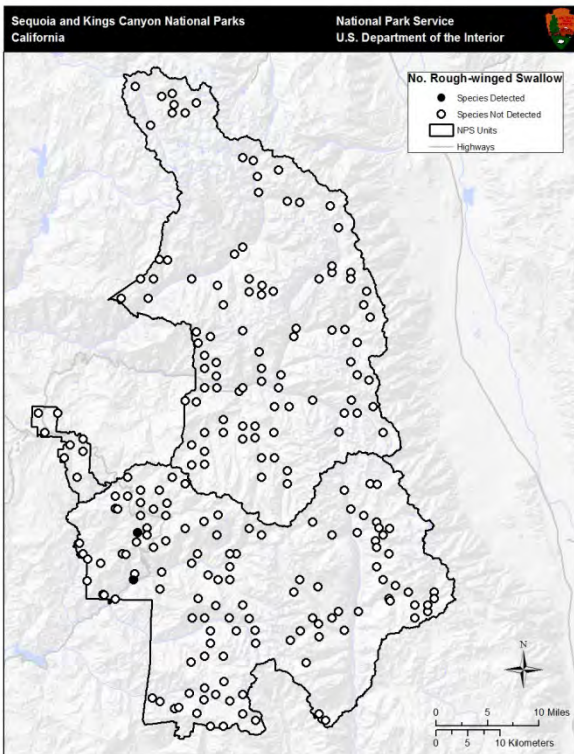 Sequoia and Kings Canyon National Parks
California
National Park Service
U.S. Department of the Interior
No. Rough-winged Swallow
Species Detected
Species Not Detected
NPS Units
Highways
N
0 5 10 Miles
0 5 10 Kilometers